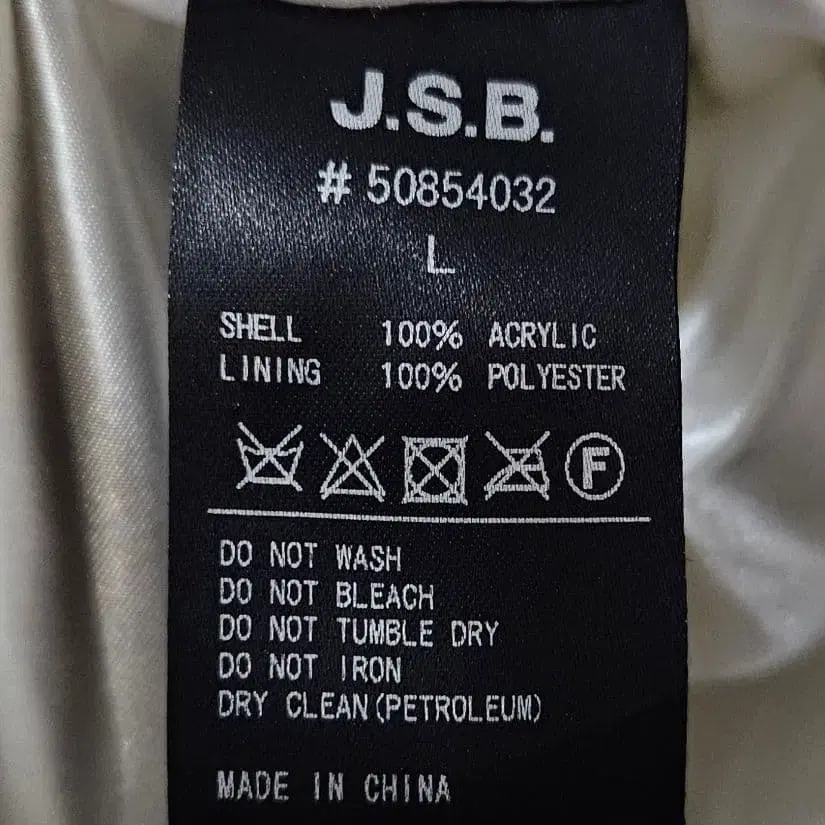 J.S.B.
# 50854032
L
SHELL 100% ACRYLIC
LINING 100% POLYESTER
F
DO NOT WASH
DO NOT BLEACH
DO NOT TUMBLE DRY
DO NOT IRON
DRY CLEAN(PETROLEUM)
MADE IN CHINA